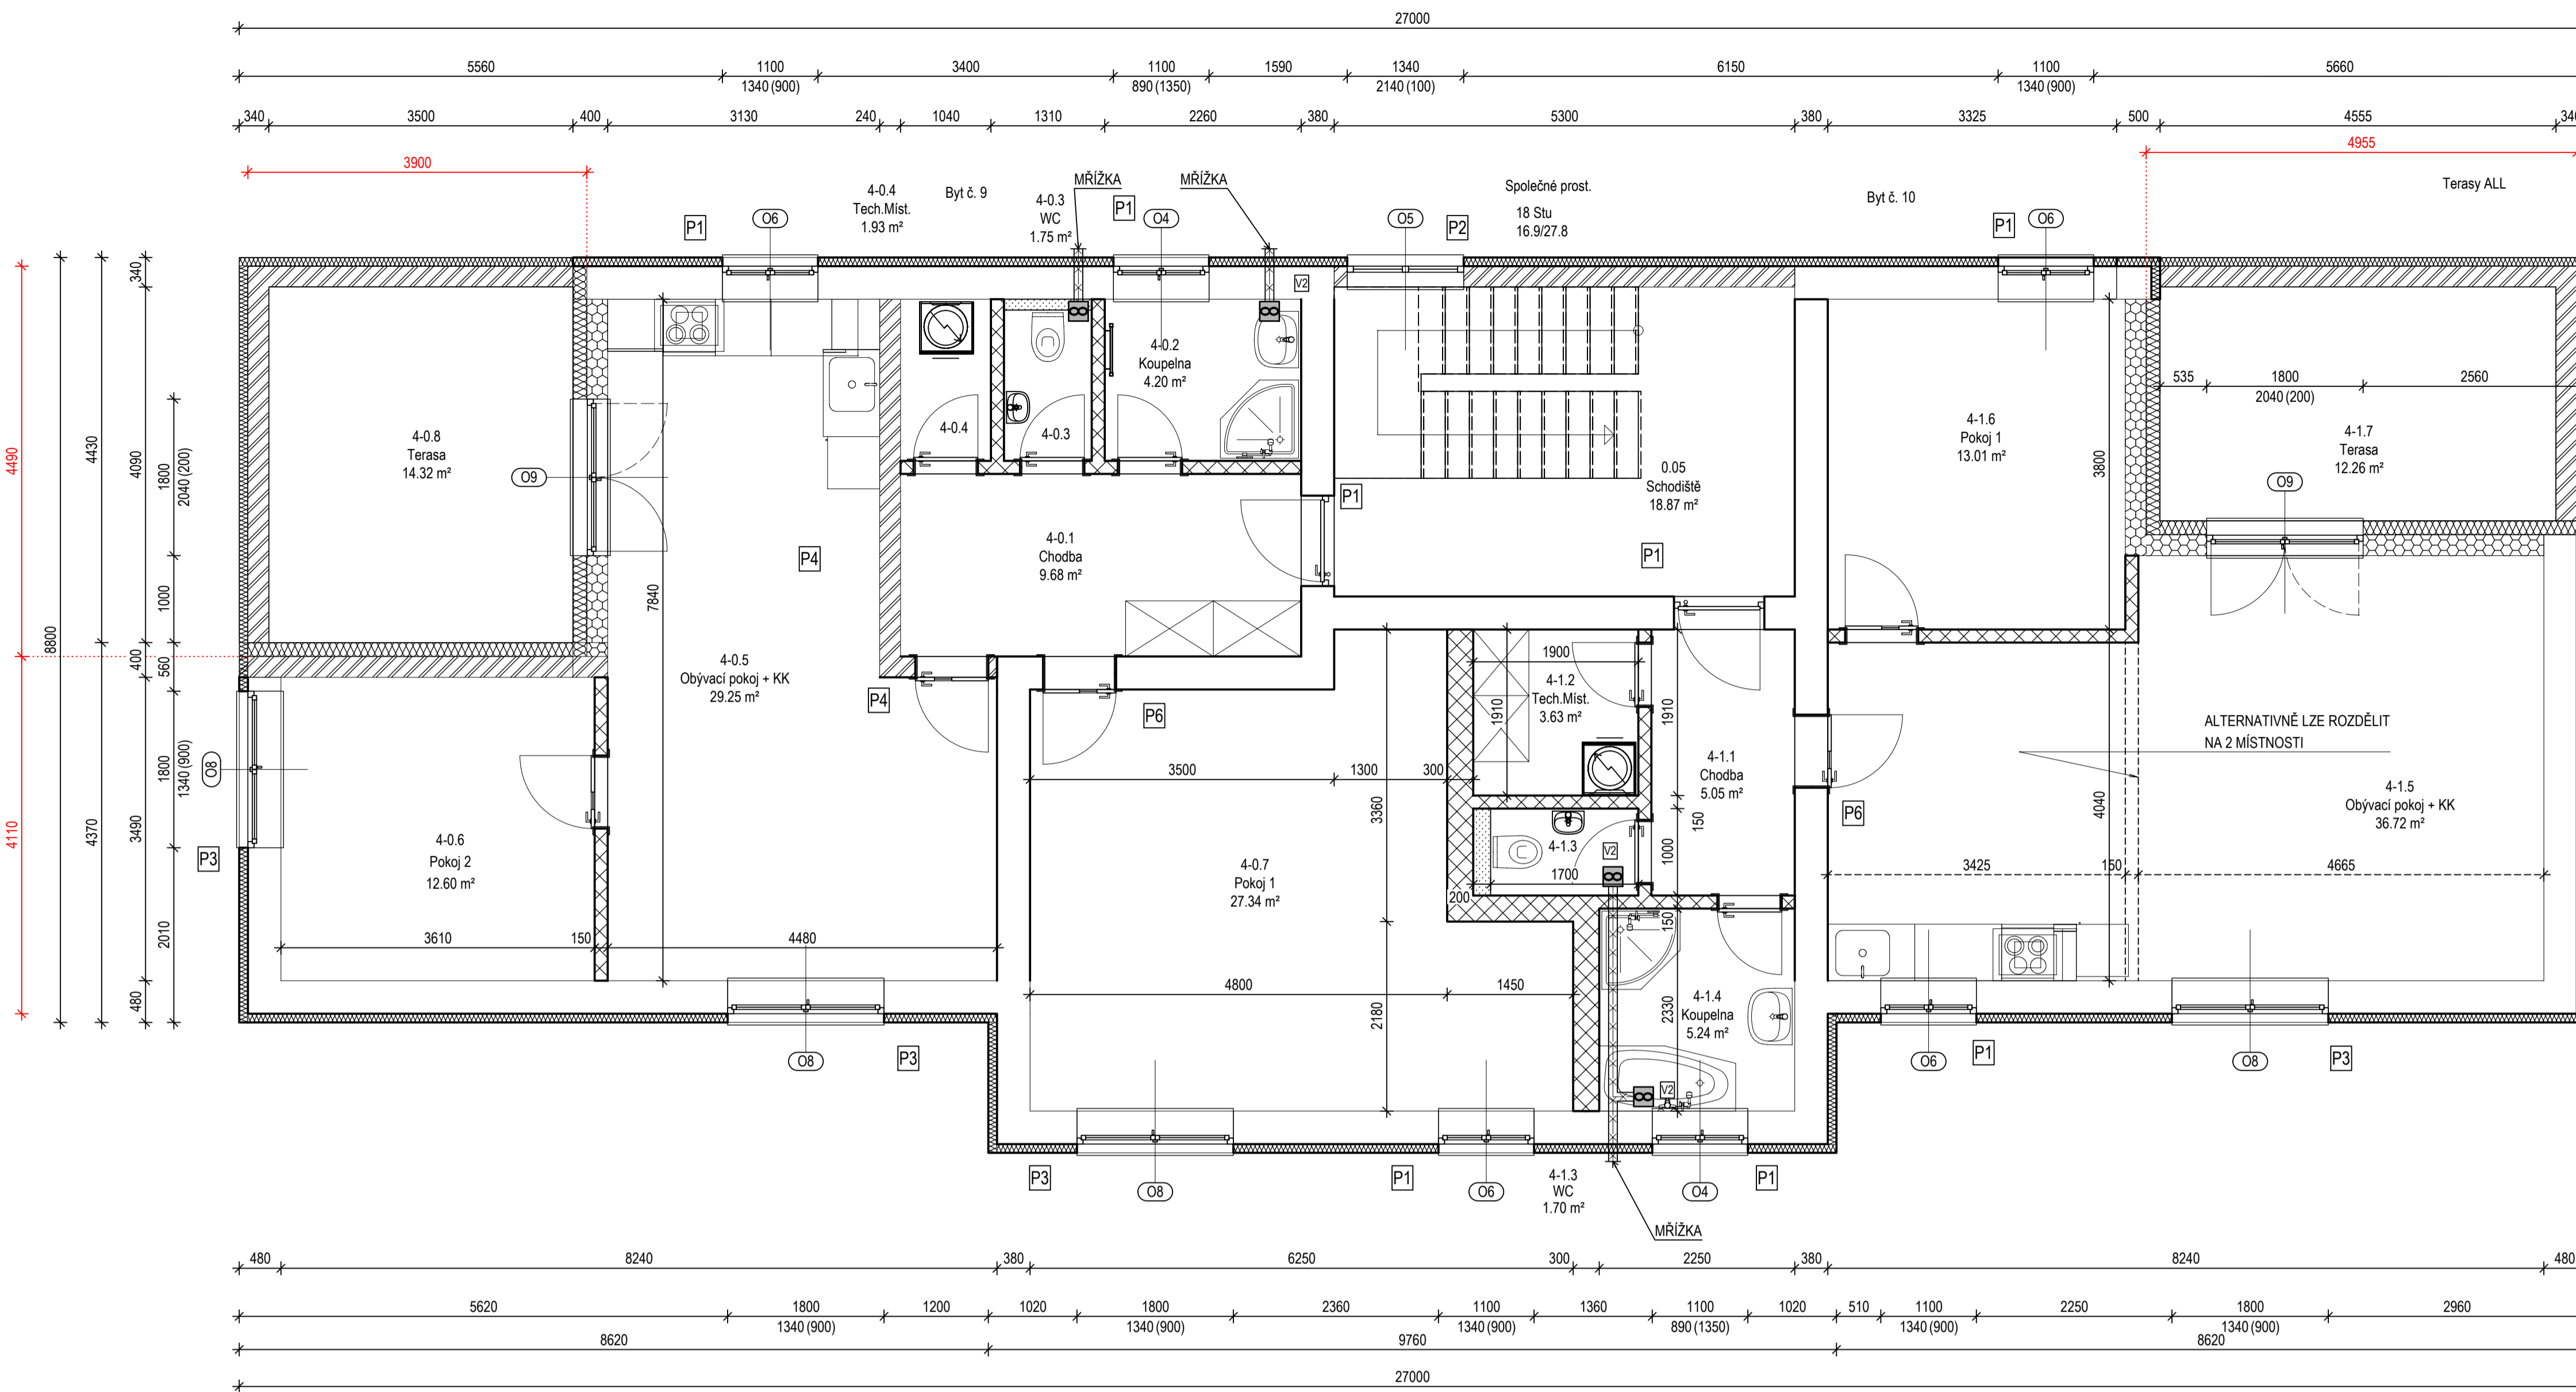 27000
5560 1100 3400 1100 1590 1340 6150 1100 5660
1340 (900) 890 (1350) 2140 (100) 1340 (900)
340 3500 400 3130 240 1040 1310 2260 380 5300 380 3325 500 4555 340
3900 4955
MŘÍŽKA MŘÍŽKA
4-0.4
Tech.Míst.
1.93 m²
Byt č. 9
4-0.3
WC
1.75 m²
Společné prost.
18 Stu
16.9/27.8
Byt č. 10
Terasy ALL
P1 O6 P1 O4 O5 P2 P1 O6
V2
4490
4110
8800
4430
4370
340
4090
400
3490
480
1800
2040 (200)
1000
560
1800
1340 (900)
2010
4-0.8
Terasa
14.32 m²
O9
4-0.2
Koupelna
4.20 m²
4-0.4
4-0.3
P4
7840
4-0.1
Chodba
9.68 m²
P1
0.05
Schodiště
18.87 m²
P1
4-1.6
Pokoj 1
13.01 m²
3800
535 1800 2560
2040 (200)
4-1.7
Terasa
12.26 m²
O9
4-0.5
Obývací pokoj + KK
29.25 m²
P4
P6
1900
4-1.2
Tech.Míst.
3.63 m²
1910
1910
4-1.1
Chodba
5.05 m²
ALTERNATIVNĚ LZE ROZDĚLIT
NA 2 MÍSTNOSTI
4-1.5
Obývací pokoj + KK
36.72 m²
P6
4040
O8
P3
4-0.6
Pokoj 2
12.60 m²
3500 1300 300
3360
4-0.7
Pokoj 1
27.34 m²
4-1.3
V2
1700
200
150
1000
150
3425 150 4665
3610 150 4480
4800 1450
2180
2330
4-1.4
Koupelna
5.24 m²
V2
O8 P3
O6 P1 O8 P3
P3 O8 P1 O6
4-1.3
WC
1.70 m²
O4 P1
MŘÍŽKA
480 8240 380 6250 300 2250 380 8240 480
5620 1800 1200 1020 1800 2360 1100 1360 1100 1020 510 1100 2250 1800 2960
1340 (900) 1340 (900) 1340 (900) 890 (1350) 1340 (900) 1340 (900)
8620 9760 8620
27000